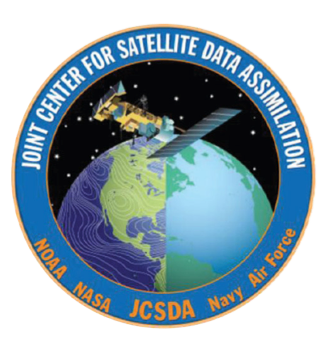 JOINT CENTER FOR SATELLITE DATA ASSIMILATION
NOAA NASA JCSDA Navy Air Force